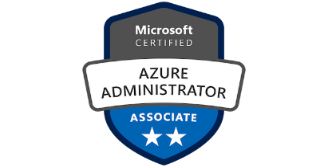 Microsoft
CERTIFIED
AZURE
ADMINISTRATOR
ASSOCIATE